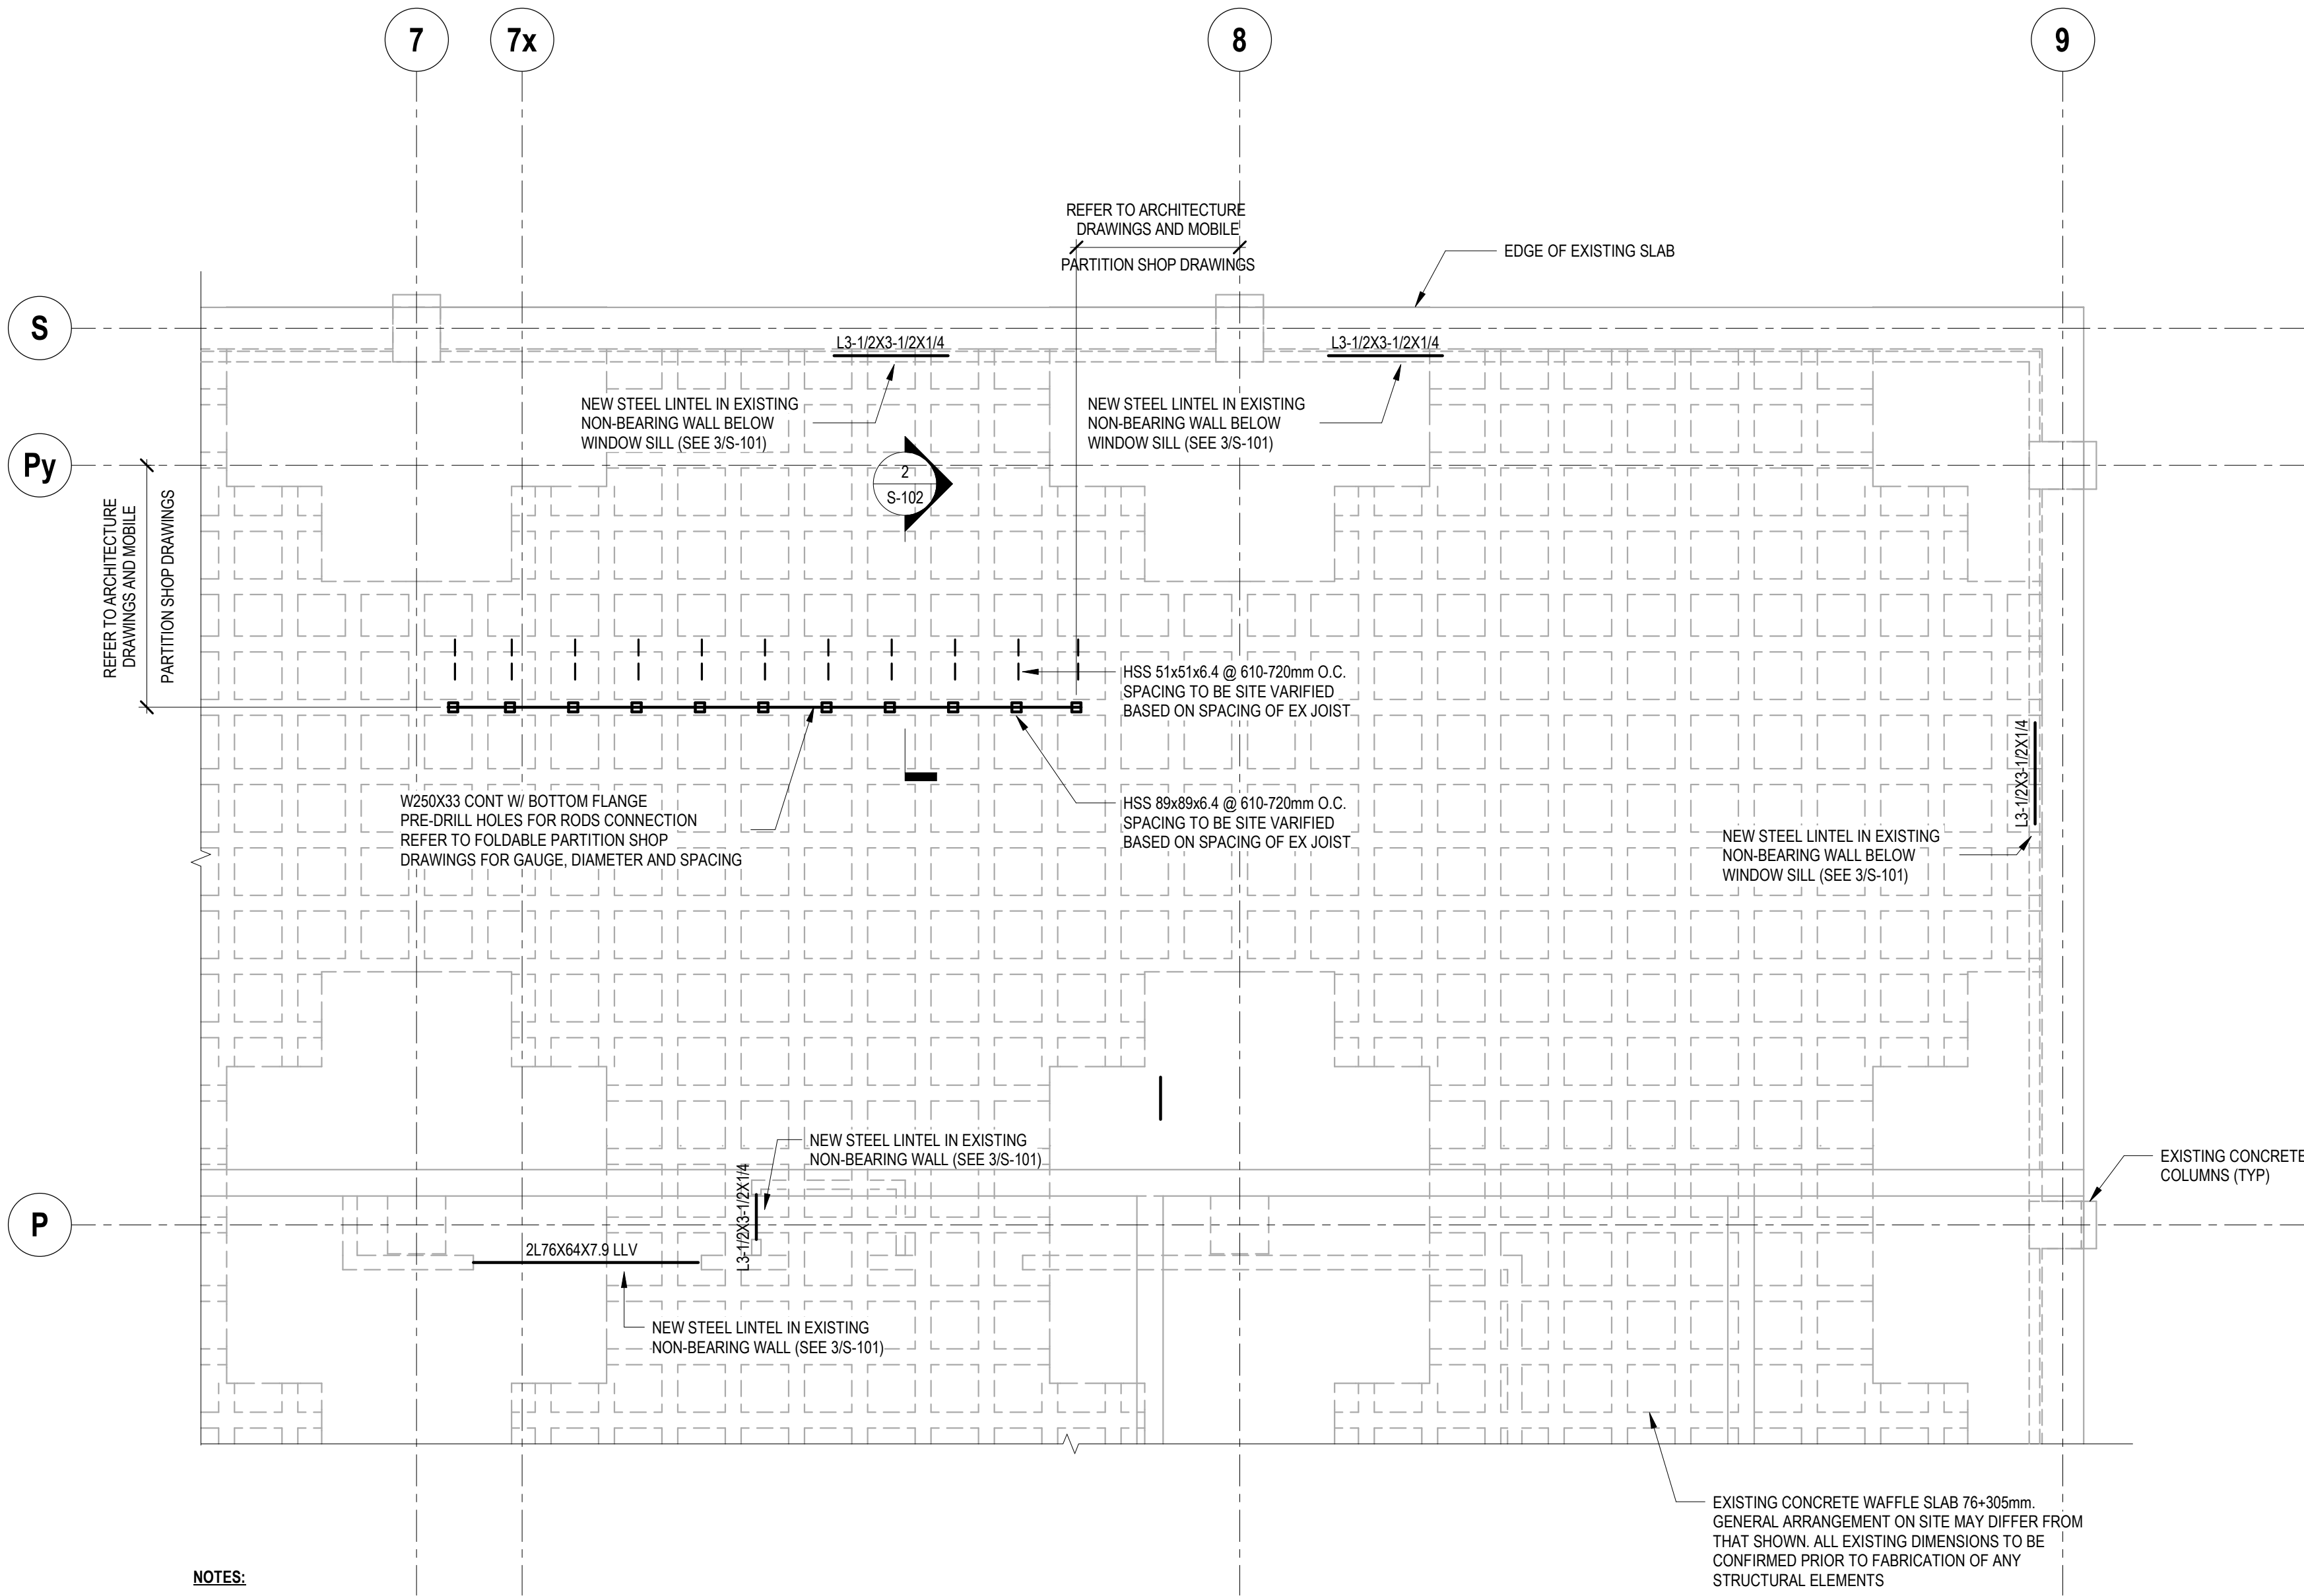 7
7x
8
9
REFER TO ARCHITECTURE
DRAWINGS AND MOBILE
PARTITION SHOP DRAWINGS
EDGE OF EXISTING SLAB
S
L3-1/2X3-1/2X1/4
L3-1/2X3-1/2X1/4
NEW STEEL LINTEL IN EXISTING
NON-BEARING WALL BELOW
WINDOW SILL (SEE 3/S-101)
NEW STEEL LINTEL IN EXISTING
NON-BEARING WALL BELOW
WINDOW SILL (SEE 3/S-101)
Py
2
S-102
REFER TO ARCHITECTURE
DRAWINGS AND MOBILE
PARTITION SHOP DRAWINGS
HSS 51x51x6.4 @ 610-720mm O.C.
SPACING TO BE SITE VARIFIED
BASED ON SPACING OF EX JOIST
W250X33 CONT W/ BOTTOM FLANGE
PRE-DRILL HOLES FOR RODS CONNECTION
REFER TO FOLDABLE PARTITION SHOP
DRAWINGS FOR GAUGE, DIAMETER AND SPACING
HSS 89x89x6.4 @ 610-720mm O.C.
SPACING TO BE SITE VARIFIED
BASED ON SPACING OF EX JOIST
L3-1/2X3-1/2X1/4
NEW STEEL LINTEL IN EXISTING
NON-BEARING WALL BELOW
WINDOW SILL (SEE 3/S-101)
NEW STEEL LINTEL IN EXISTING
NON-BEARING WALL (SEE 3/S-101)
L3-1/2X3-1/2X1/4
EXISTING CONCRETE
COLUMNS (TYP)
P
2L76X64X7.9 LLV
NEW STEEL LINTEL IN EXISTING
NON-BEARING WALL (SEE 3/S-101)
EXISTING CONCRETE WAFFLE SLAB 76+305mm.
GENERAL ARRANGEMENT ON SITE MAY DIFFER FROM
THAT SHOWN. ALL EXISTING DIMENSIONS TO BE
CONFIRMED PRIOR TO FABRICATION OF ANY
STRUCTURAL ELEMENTS
NOTES: